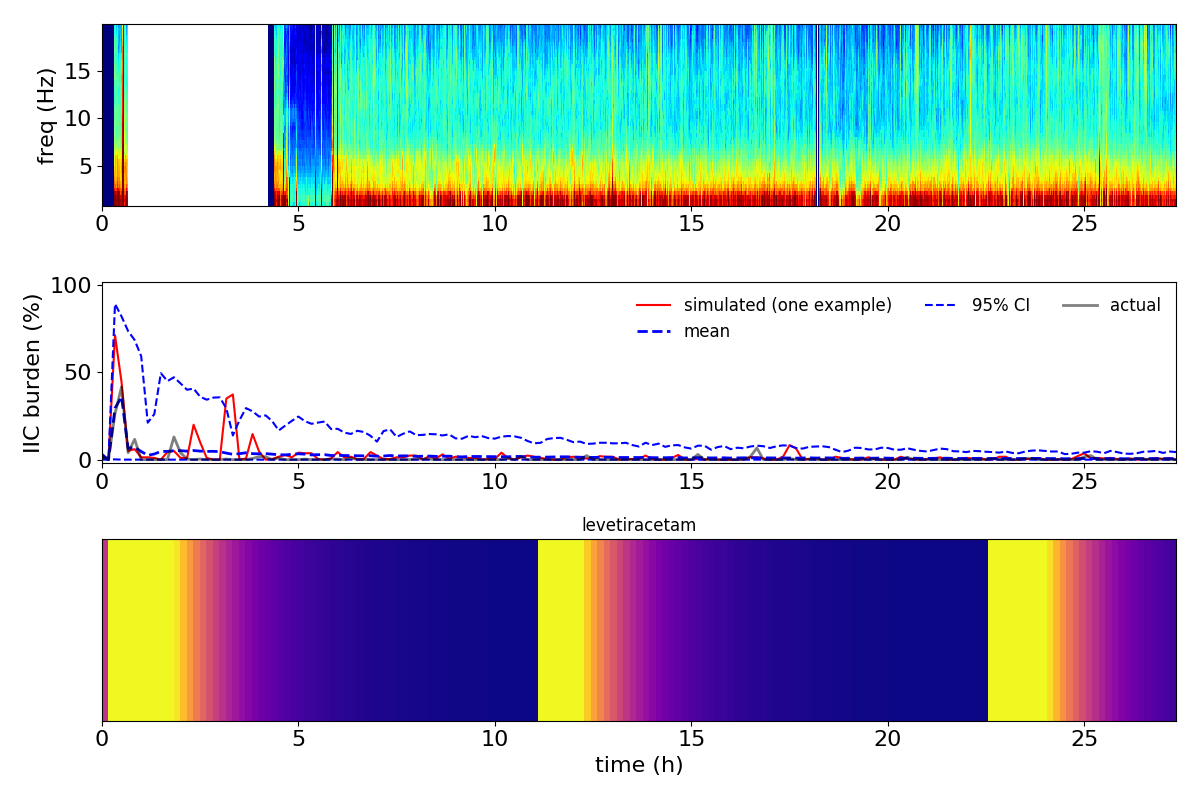 freq (Hz)
15
10
5
0 5 10 15 20 25
IIC burden (%)
100
50
0
simulated (one example) 95% CI actual
mean
0 5 10 15 20 25
levetiracetam
0 5 10 15 20 25
time (h)